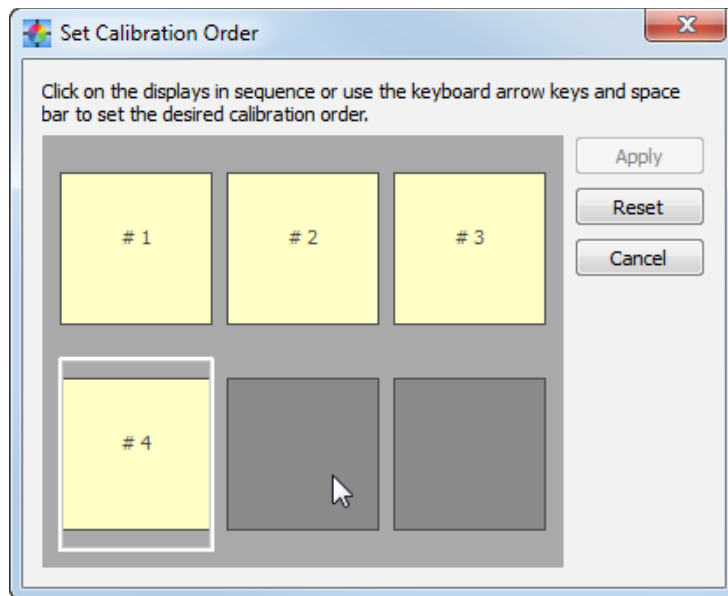 Set Calibration Order
Click on the displays in sequence or use the keyboard arrow keys and space
bar to set the desired calibration order.
Apply
Reset
Cancel
# 1
# 2
# 3
# 4